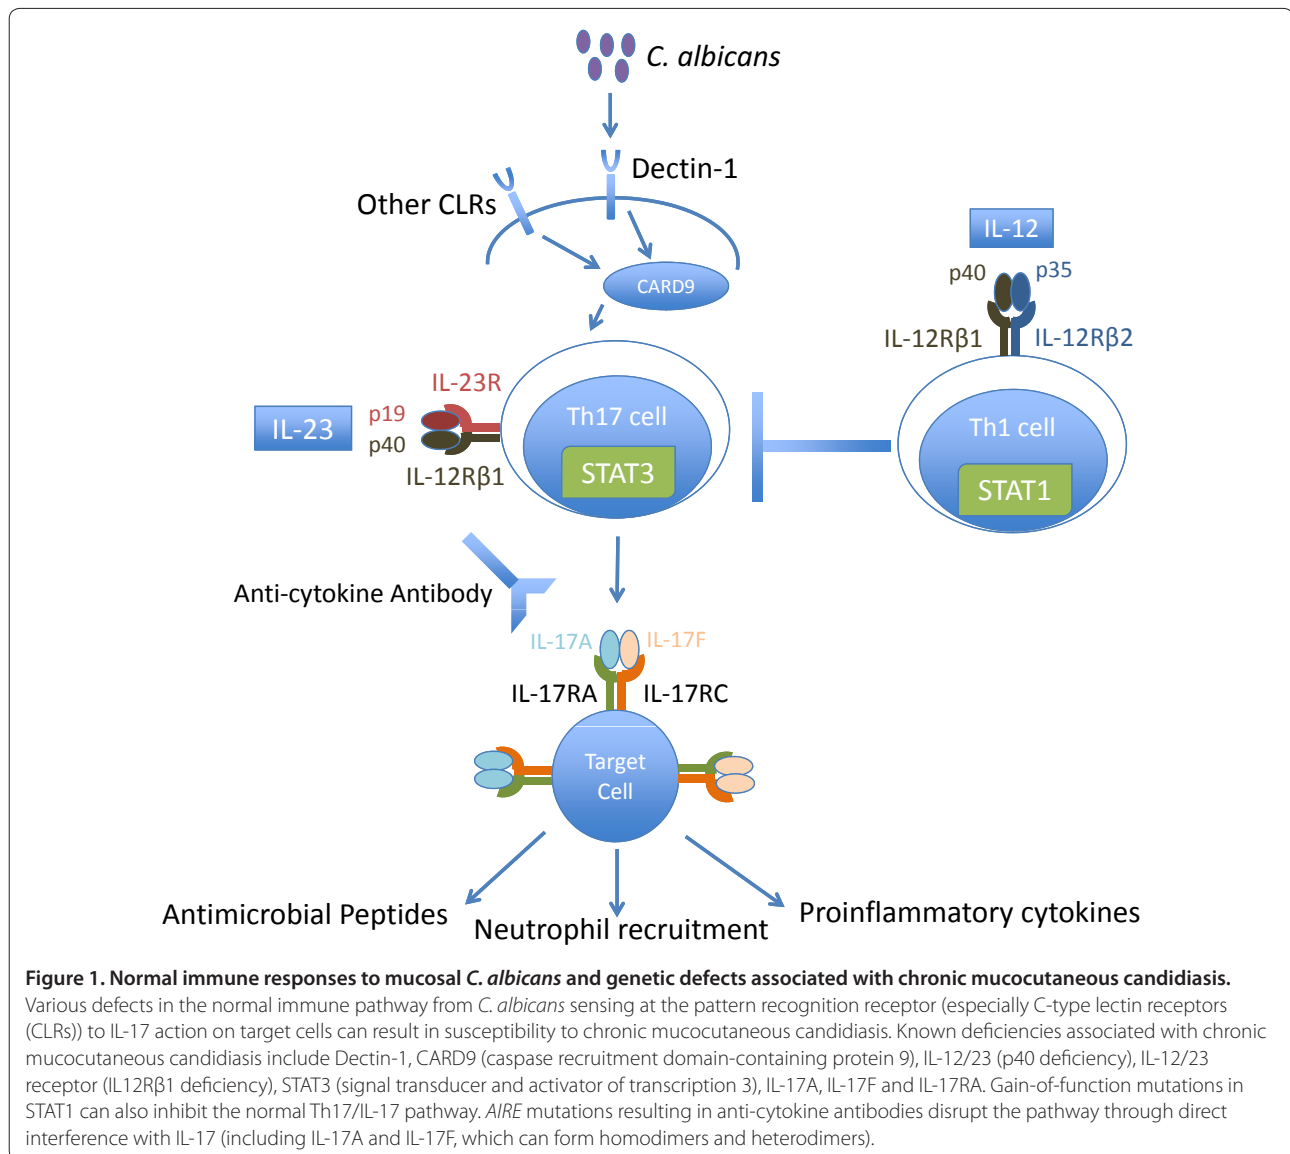 C. albicans
Dectin-1
Other CLRs
CARD9
IL-12
p40
p35
IL-12Rβ1
IL-12Rβ2
IL-23R
IL-23
p19
p40
IL-12Rβ1
Th17 cell
STAT3
Th1 cell
STAT1
Anti-cytokine Antibody
IL-17A
IL-17F
IL-17RA
IL-17RC
Target
Cell
Antimicrobial Peptides
Neutrophil recruitment
Proinflammatory cytokines
Figure 1. Normal immune responses to mucosal C. albicans and genetic defects associated with chronic mucocutaneous candidiasis.
Various defects in the normal immune pathway from C. albicans sensing at the pattern recognition receptor (especially C-type lectin receptors
(CLRs)) to IL-17 action on target cells can result in susceptibility to chronic mucocutaneous candidiasis. Known deficiencies associated with chronic
mucocutaneous candidiasis include Dectin-1, CARD9 (caspase recruitment domain-containing protein 9), IL-12/23 (p40 deficiency), IL-12/23
receptor (IL12Rβ1 deficiency), STAT3 (signal transducer and activator of transcription 3), IL-17A, IL-17F and IL-17RA. Gain-of-function mutations in
STAT1 can also inhibit the normal Th17/IL-17 pathway. AIRE mutations resulting in anti-cytokine antibodies disrupt the pathway through direct
interference with IL-17 (including IL-17A and IL-17F, which can form homodimers and heterodimers).